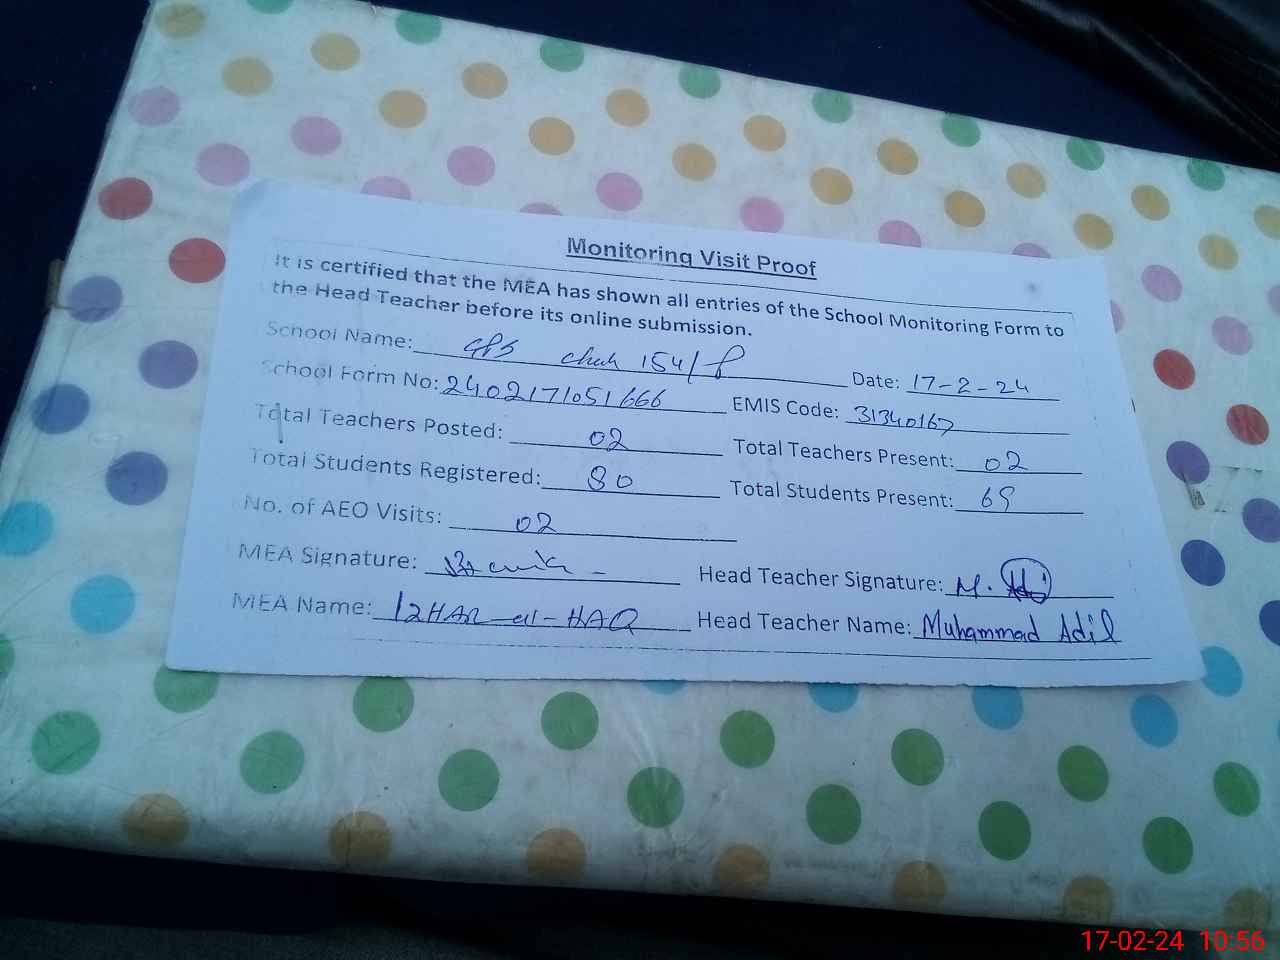 Monitoring Visit Proof
It is certified that the MEA has shown all entries of the School Monitoring Form to
the Head Teacher before its online submission.
School Name: GPS Chak 154/P Date: 17-2-24
School Form No: 2402171051666 EMIS Code: 31340167
Total Teachers Posted: 02 Total Teachers Present: 02
Total Students Registered: 80 Total Students Present: 69
No. of AEO Visits: 02
MEA Signature: Head Teacher Signature: M. Adil
MEA Name: IZHAR-ul-HAQ Head Teacher Name: Muhammad Adil
17-02-24 10:56